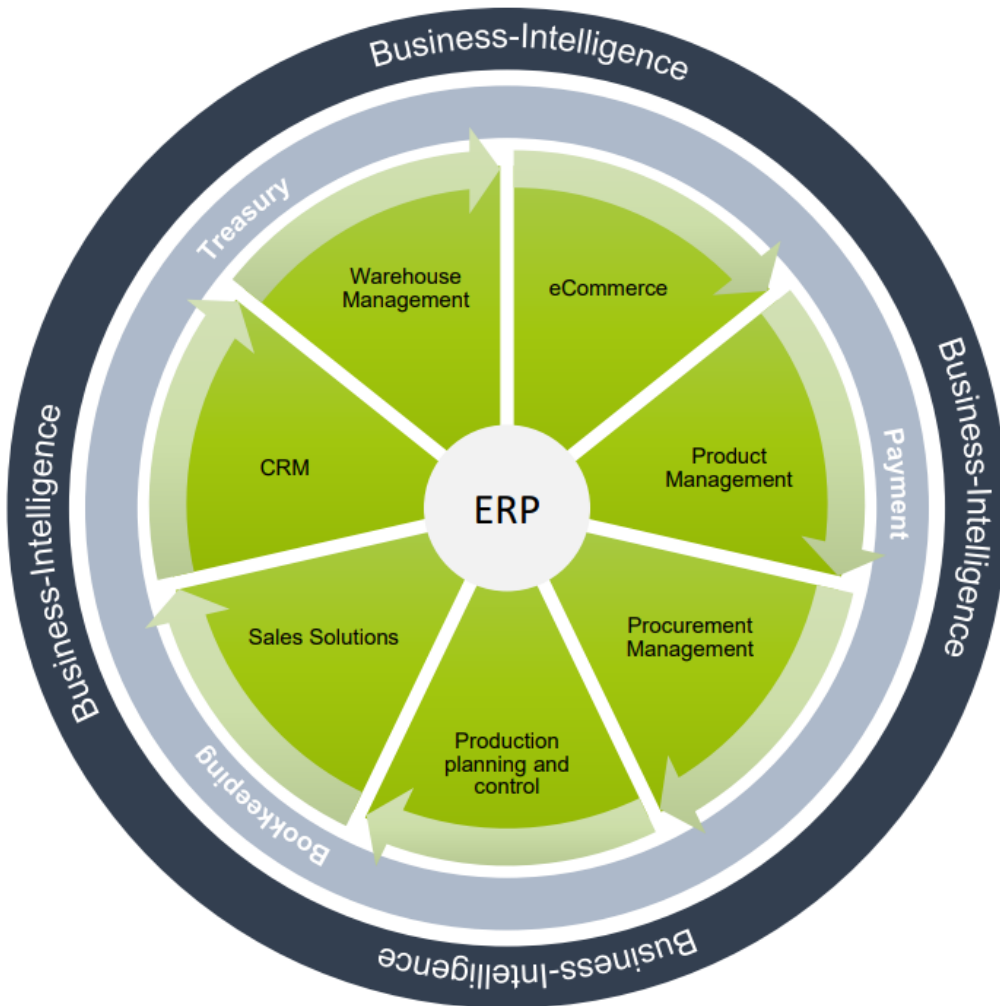 Business-Intelligence
Treasury
Warehouse
Management
eCommerce
Business-Intelligence
Payment
CRM
ERP
Product
Management
Business-Intelligence
Sales Solutions
Procurement
Management
Production
planning and
control
Bookkeeping
Business-Intelligence